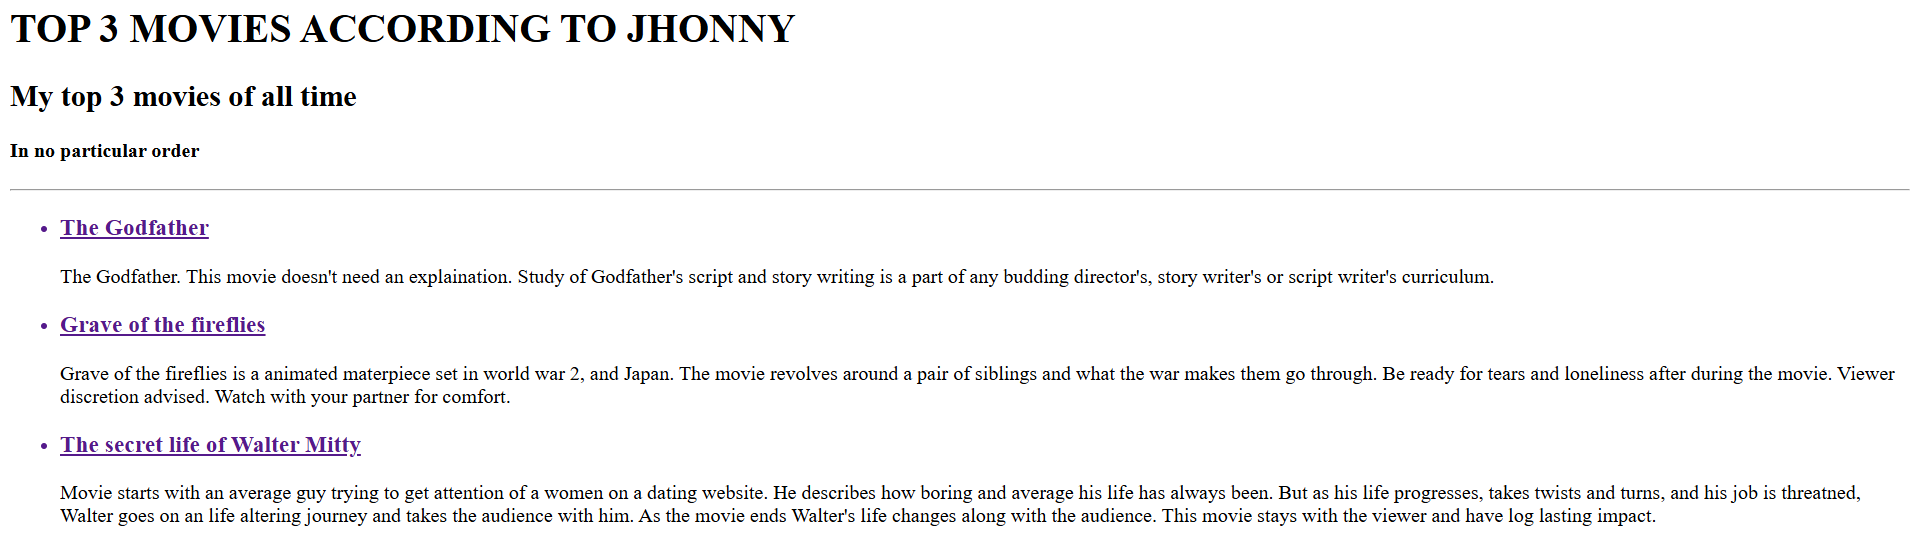 TOP 3 MOVIES ACCORDING TO JHONNY
My top 3 movies of all time
In no particular order
• The Godfather
The Godfather. This movie doesn't need an explaination. Study of Godfather's script and story writing is a part of any budding director's, story writer's or script writer's curriculum.
• Grave of the fireflies
Grave of the fireflies is a animated materpiece set in world war 2, and Japan. The movie revolves around a pair of siblings and what the war makes them go through. Be ready for tears and loneliness after during the movie. Viewer
discretion advised. Watch with your partner for comfort.
• The secret life of Walter Mitty
Movie starts with an average guy trying to get attention of a women on a dating website. He describes how boring and average his life has always been. But as his life progresses, takes twists and turns, and his job is threatned,
Walter goes on an life altering journey and takes the audience with him. As the movie ends Walter's life changes along with the audience. This movie stays with the viewer and have log lasting impact.